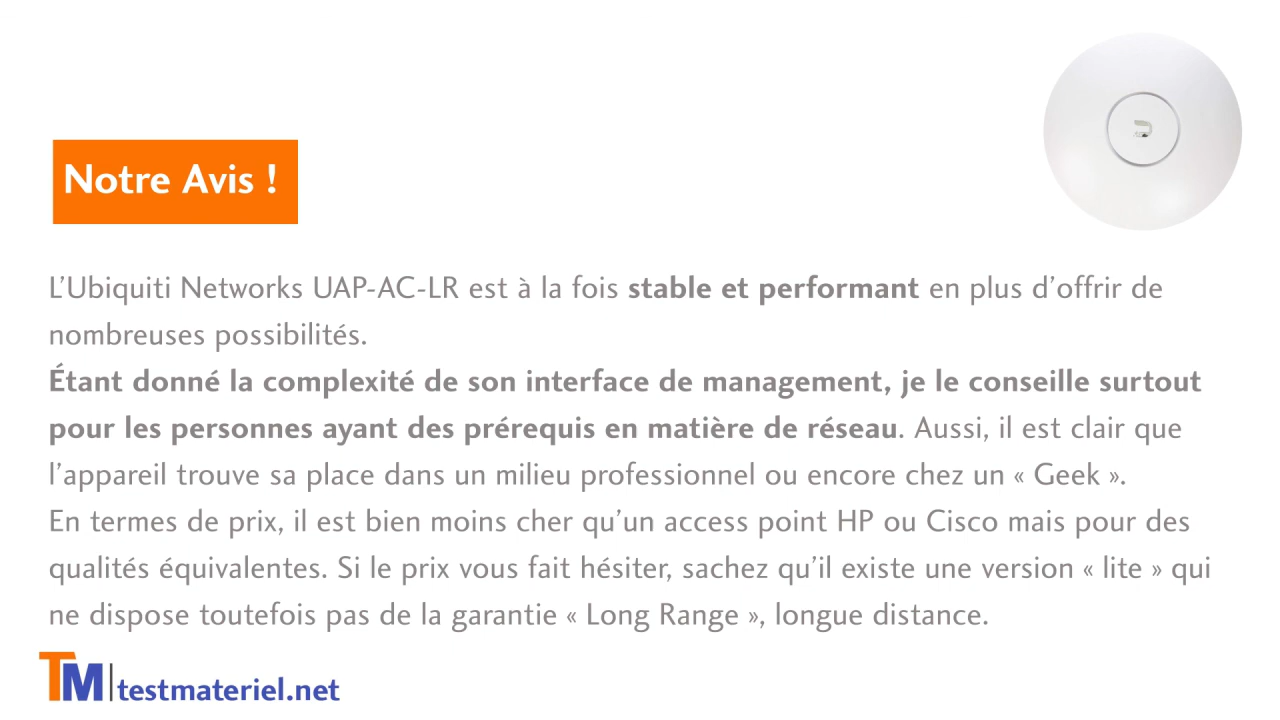 Notre Avis !
L’Ubiquiti Networks UAP-AC-LR est à la fois stable et performant en plus d’offrir de
nombreuses possibilités.
Étant donné la complexité de son interface de management, je le conseille surtout
pour les personnes ayant des prérequis en matière de réseau. Aussi, il est clair que
l’appareil trouve sa place dans un milieu professionnel ou encore chez un « Geek ».
En termes de prix, il est bien moins cher qu’un access point HP ou Cisco mais pour des
qualités équivalentes. Si le prix vous fait hésiter, sachez qu’il existe une version « lite » qui
ne dispose toutefois pas de la garantie « Long Range », longue distance.
TM|testmateriel.net